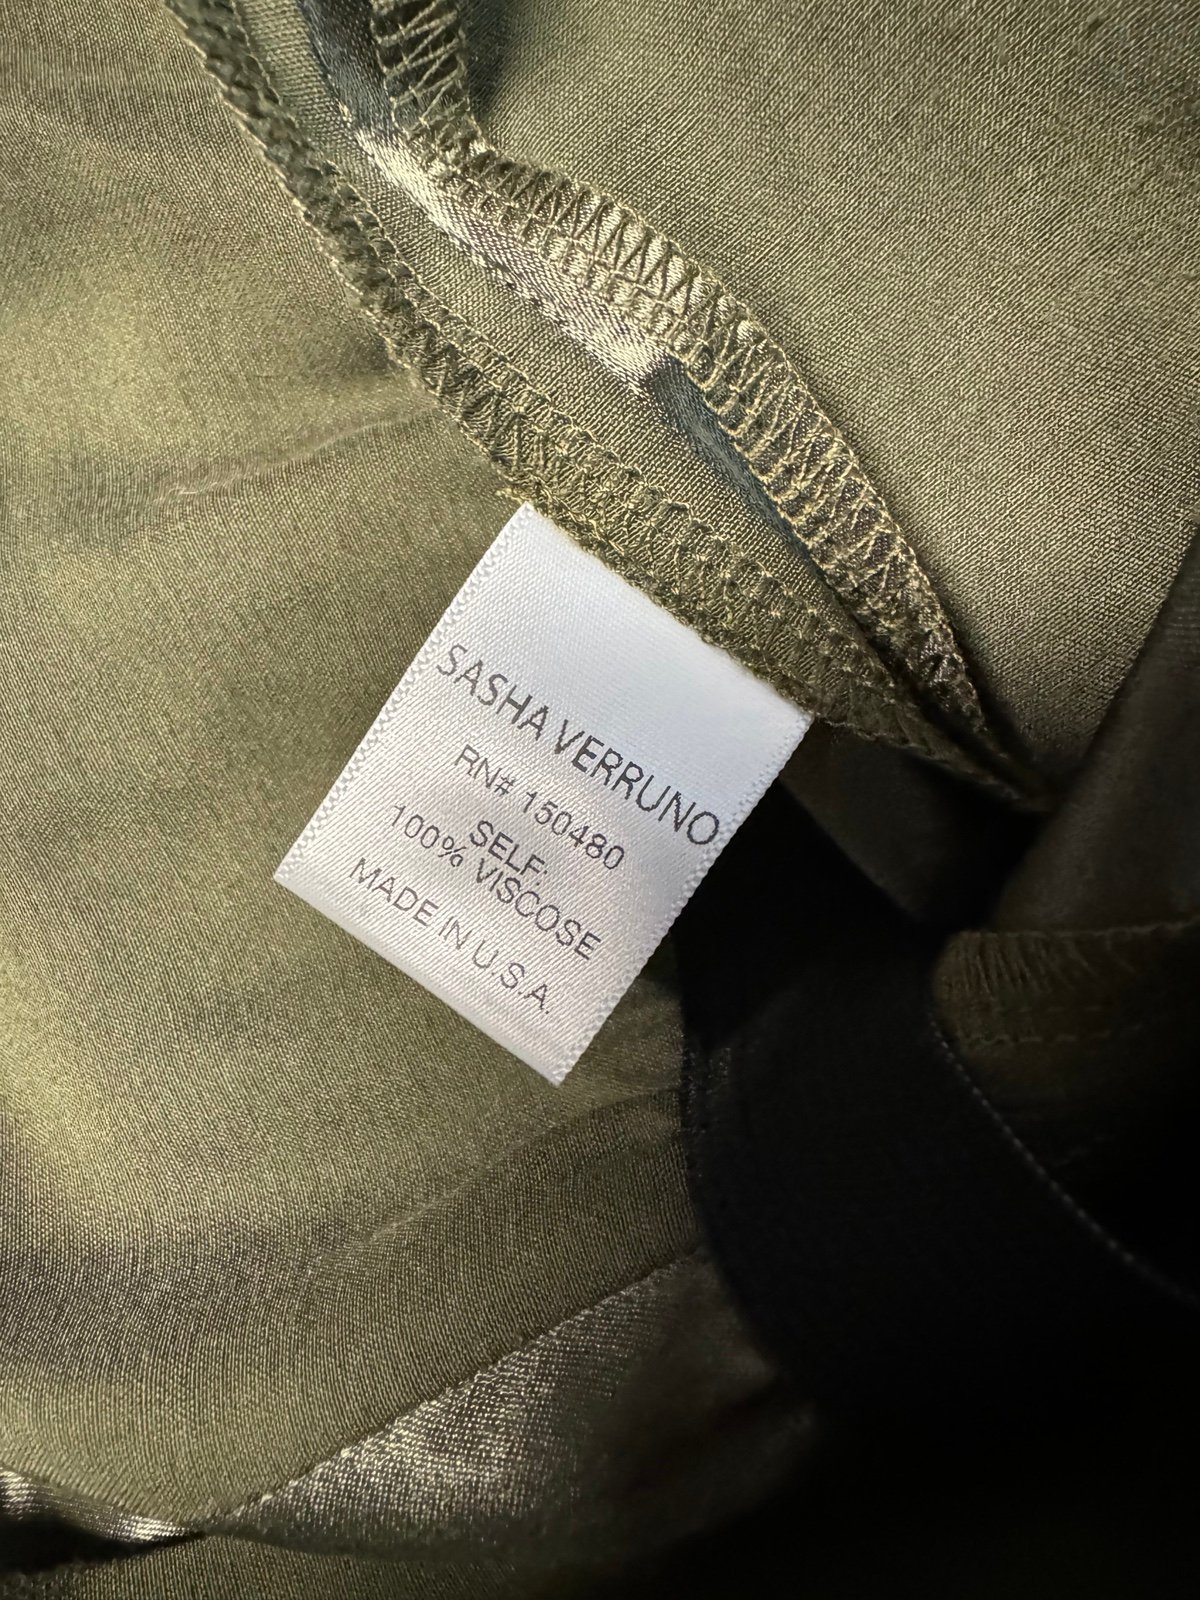 SASHA VERRUNO
RN# 150480
SELF:
100% VISCOSE
MADE IN U.S.A.